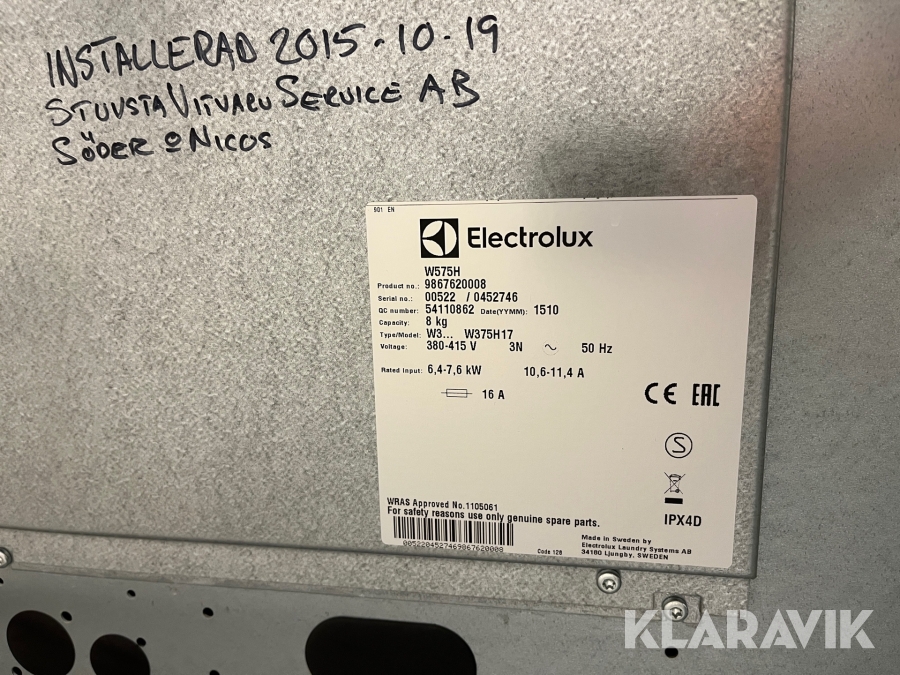 INSTALLERAD 2015-10-19
STUVSTA VITVARU SERVICE AB
SÖDER O NICOS
901 EN
Electrolux
W575H
Product no.: 9867620008
Serial no.: 00522 / 0452746
QC number: 54110862 Date(YYMM): 1510
Capacity: 8 kg
Type/Model: W3... W375H17
Voltage: 380-415 V 3N ~ 50 Hz
Rated Input: 6,4-7,6 kW 10,6-11,4 A
16 A
CE EAC
S
WRAS Approved No.1105061
For safety reasons use only genuine spare parts.
IPX4D
0052204527469867620008
Code 128
Made in Sweden by
Electrolux Laundry Systems AB
34180 Ljungby, SWEDEN
KLARAVIK